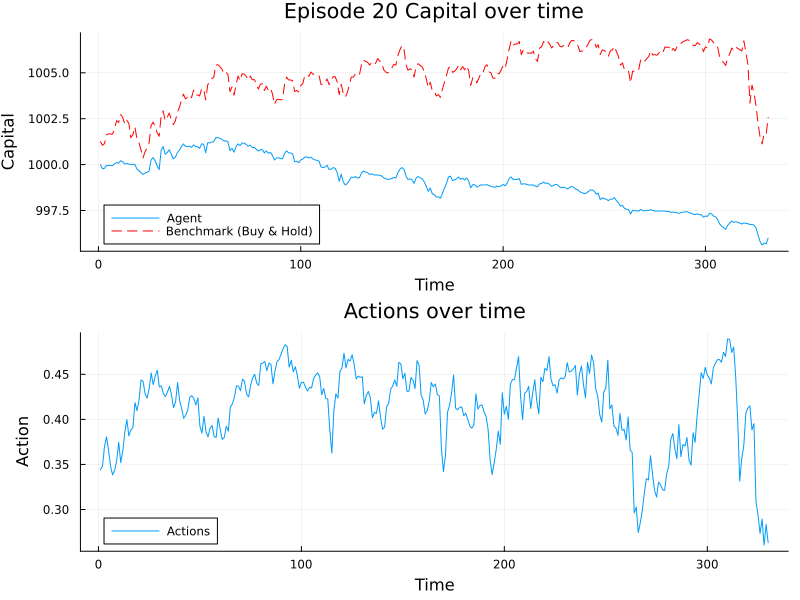 Episode 20 Capital over time
Capital
1005.0
1002.5
1000.0
997.5
Agent
Benchmark (Buy & Hold)
0 100 200 300
Time
Actions over time
Action
0.45
0.40
0.35
0.30
Actions
0 100 200 300
Time